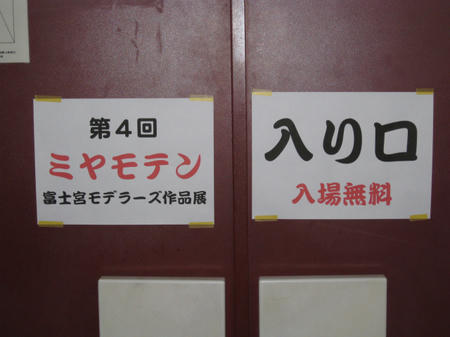 第4回
ミヤモテン
富士宮モデラーズ作品展
入り口
入場無料